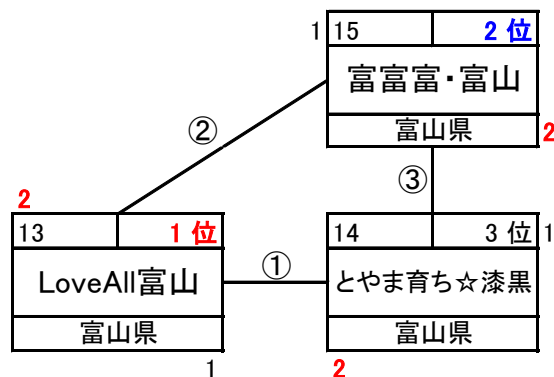 1 15 2 位
富富富・富山
富山県 2
②
③
2
13 1 位
LoveAll富山
富山県
1
①
14 3 位 1
とやま育ち☆漆黒
富山県
2